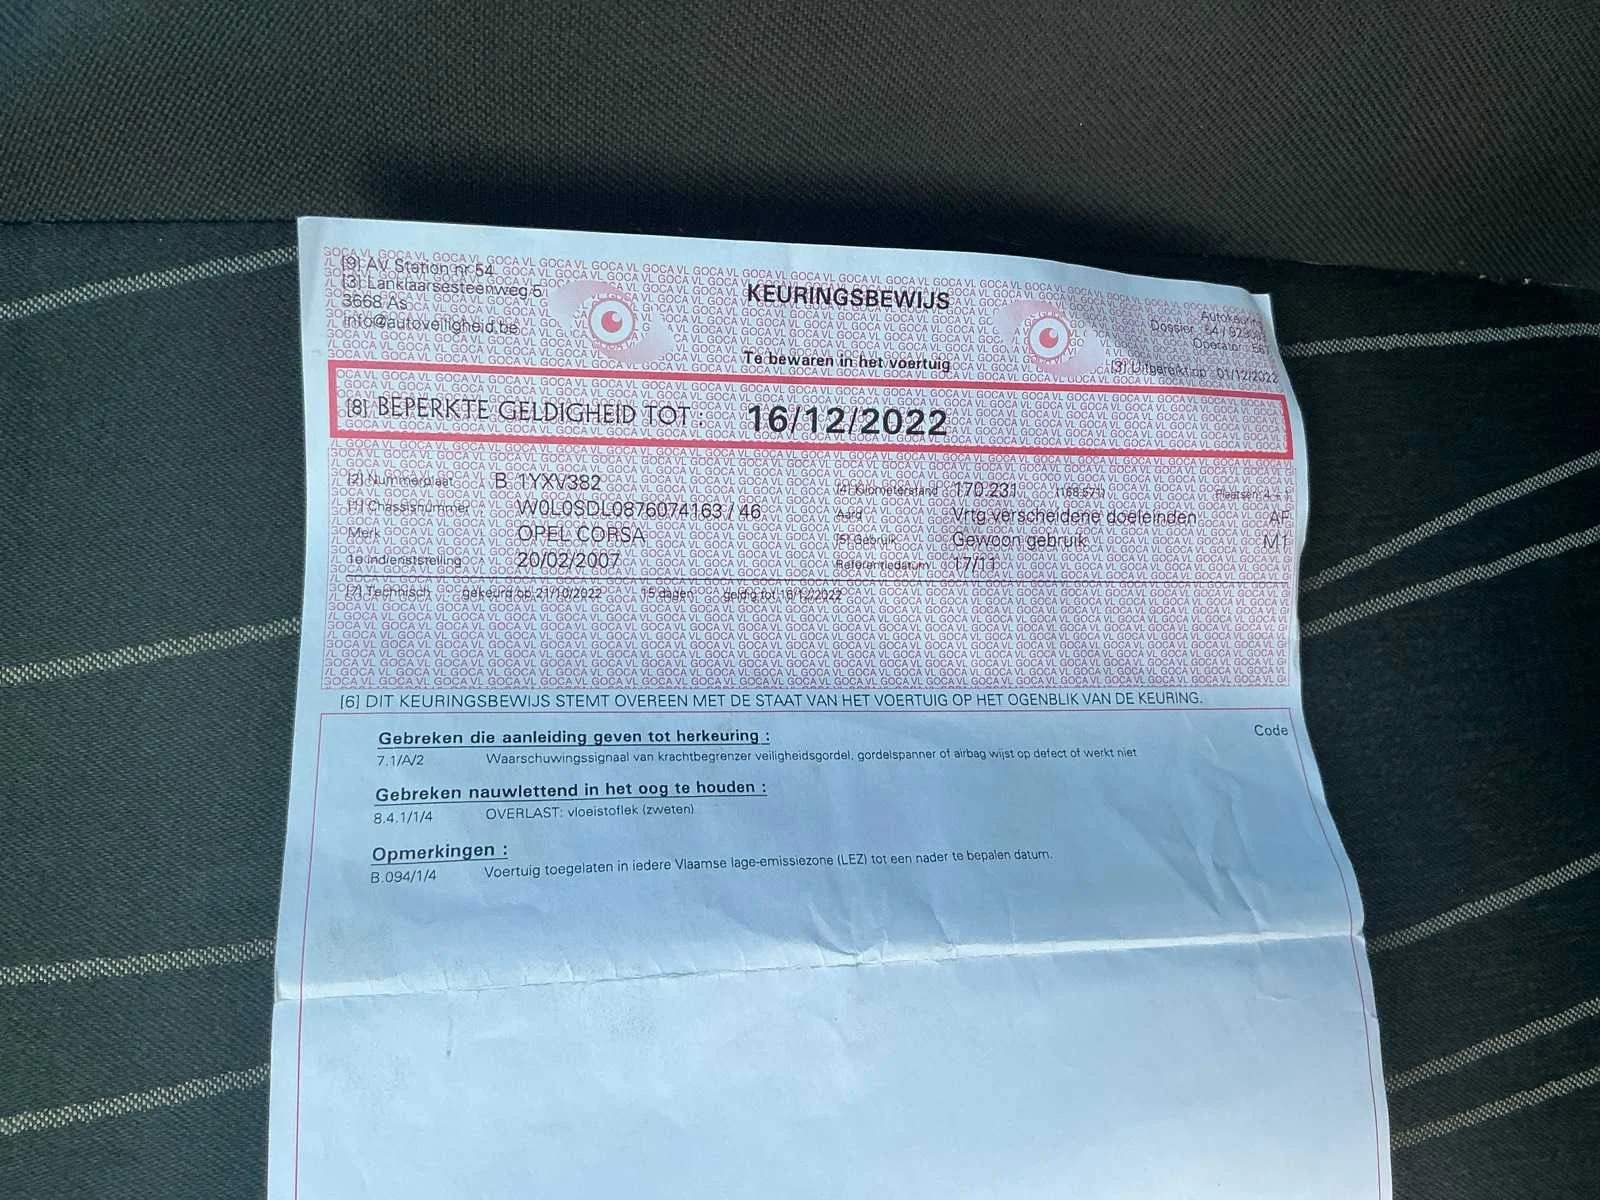 [9] AV Station nr 54
[3] Lanklaarsesteenweg 5
3668 As
info@autoveiligheid.be
KEURINGSBEWIJS
Te bewaren in het voertuig
Autokeuring
Dossier
Operator
[3] Uitgereikt op : 01/12/2022
[8] BEPERKTE GELDIGHEID TOT : 16/12/2022
[2] Nummerplaat B 1YXV382
[1] Chassisnummer W0L0SDL0876074163 / 46
Merk OPEL CORSA
1e indienststelling 20/02/2007
[4] Kilometerstand 170.231 Plaatsen: 4 +
Aard Vrtg verscheidene doeleinden AF
[5] Gebruik Gewoon gebruik M1
Referentiedatum 17/11
[7] Technisch gekeurd op 21/10/2022 15 dagen geldig tot 16/12/2022
[6] DIT KEURINGSBEWIJS STEMT OVEREEN MET DE STAAT VAN HET VOERTUIG OP HET OGENBLIK VAN DE KEURING.
Gebreken die aanleiding geven tot herkeuring : Code
7.1/A/2 Waarschuwingssignaal van krachtbegrenzer veiligheidsgordel, gordelspanner of airbag wijst op defect of werkt niet
Gebreken nauwlettend in het oog te houden :
8.4.1/1/4 OVERLAST: vloeistoflek (zweten)
Opmerkingen :
B.094/1/4 Voertuig toegelaten in iedere Vlaamse lage-emissiezone (LEZ) tot een nader te bepalen datum.